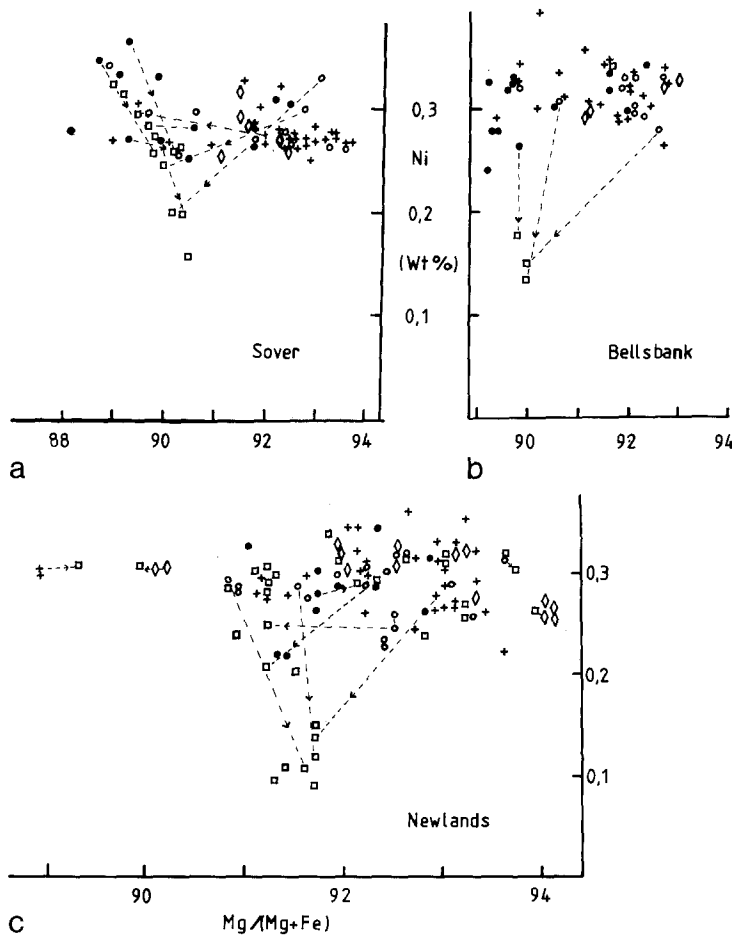 0,3
Ni
0,2
(Wt%)
0,1
Sover
88 90 92 94
a
Bellsbank
90 92 94
b
0,3
0,2
0,1
Newlands
90 92 94
c
Mg/(Mg+Fe)